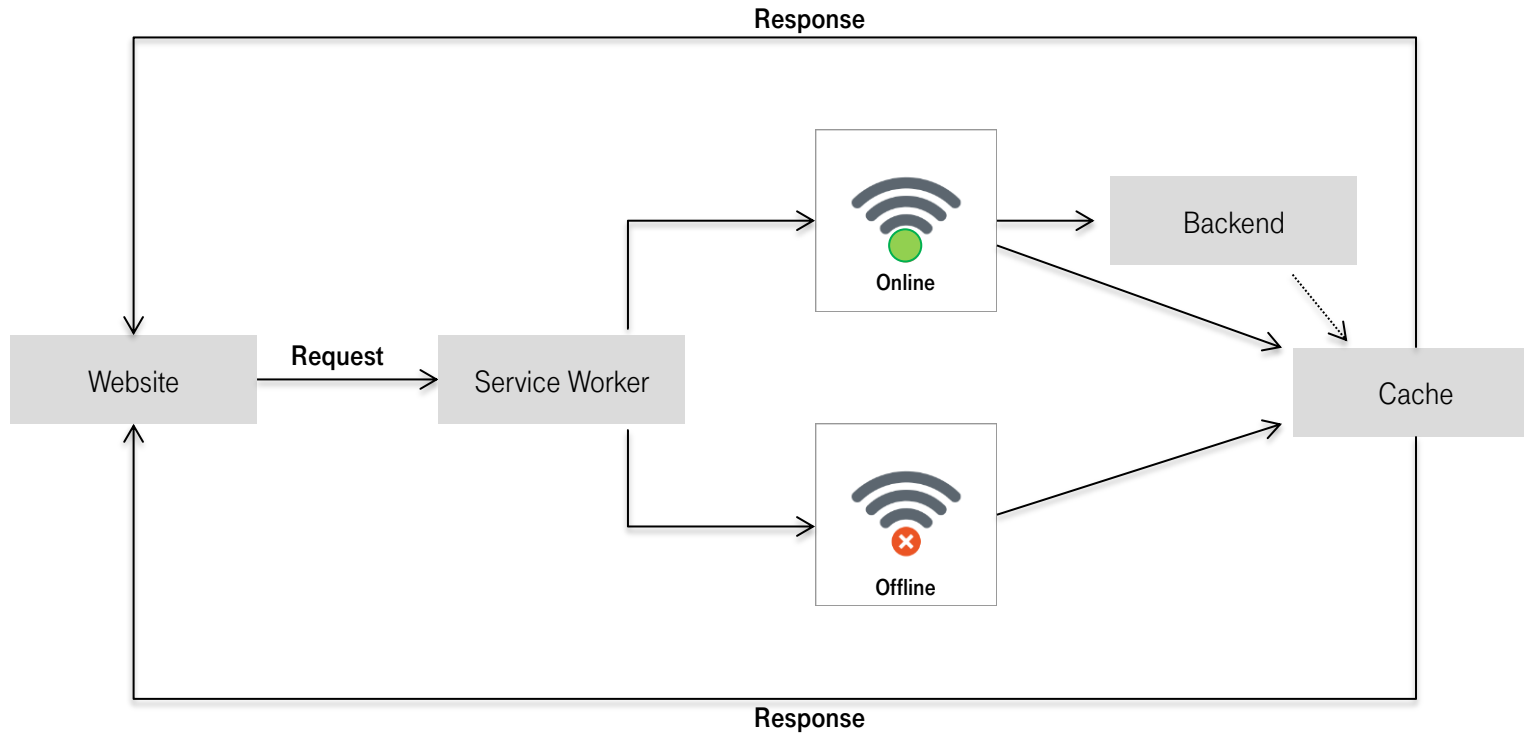 Response
Backend
Online
Request
Website
Service Worker
Cache
Offline
Response